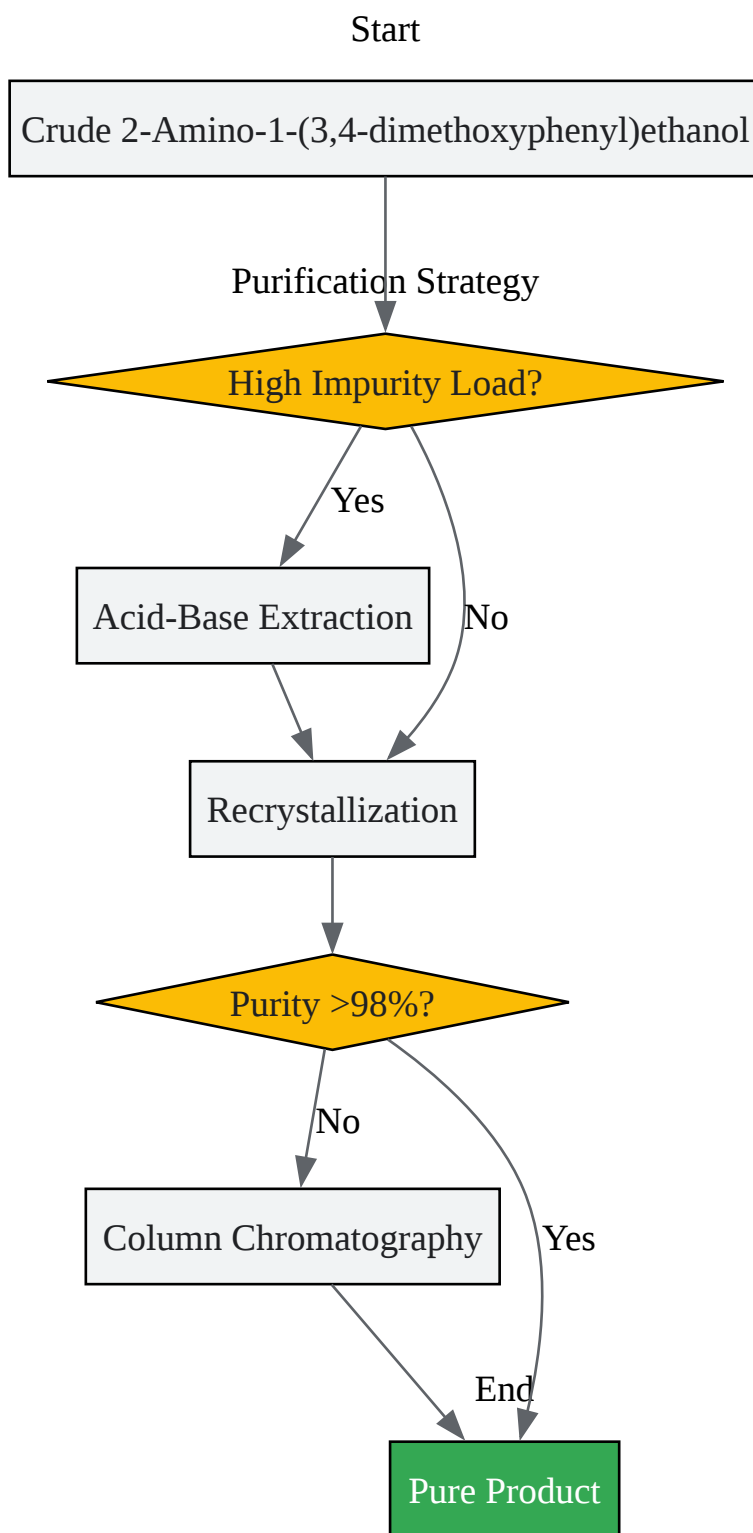 Start
Crude 2-Amino-1-(3,4-dimethoxyphenyl)ethanol
Purification Strategy
High Impurity Load?
Yes
Acid-Base Extraction
No
Recrystallization
Purity >98%?
No
Column Chromatography
Yes
End
Pure Product